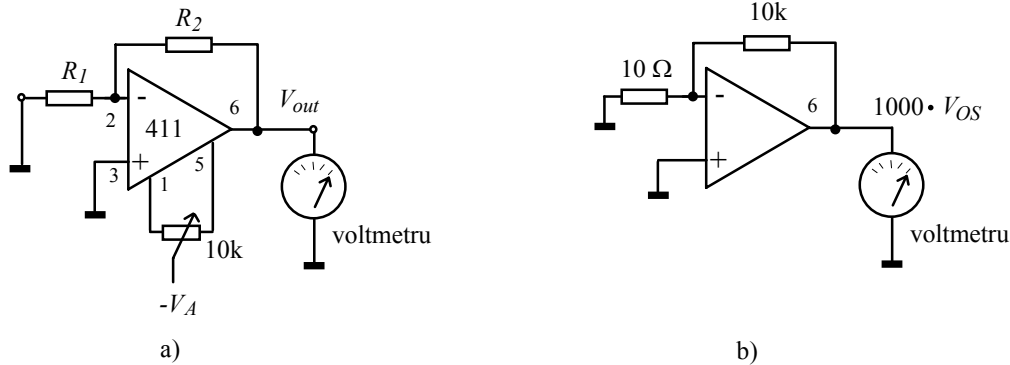 R2
R1
-
2
411
6
Vout
+
3
1
5
10k
voltmetru
-VA
a)
10k
10 Ω
-
6
1000 · VOS
+
voltmetru
b)